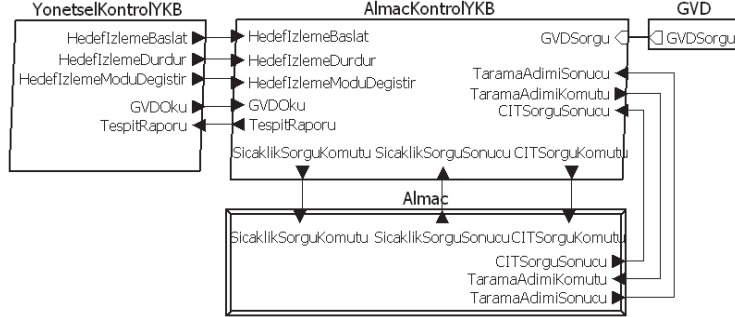 YonetselKontrolYKB AlmacKontrolYKB GVD
HedefIzlemeBaslat HedefIzlemeBaslat GVDSorgu GVDSorgu
HedefIzlemeDurdur HedefIzlemeDurdur
HedefIzlemeModuDegistir HedefIzlemeModuDegistir TaramaAdimiSonucu
TaramaAdimiKomutu
GVDOku GVDOku CITSorguSonucu
TespitRaporu TespitRaporu
SicaklikSorguKomutu SicaklikSorguSonucu CITSorguKomutu
Almac
SicaklikSorguKomutu SicaklikSorguSonucu CITSorguKomutu
CITSorguSonucu
TaramaAdimiKomutu
TaramaAdimiSonucu